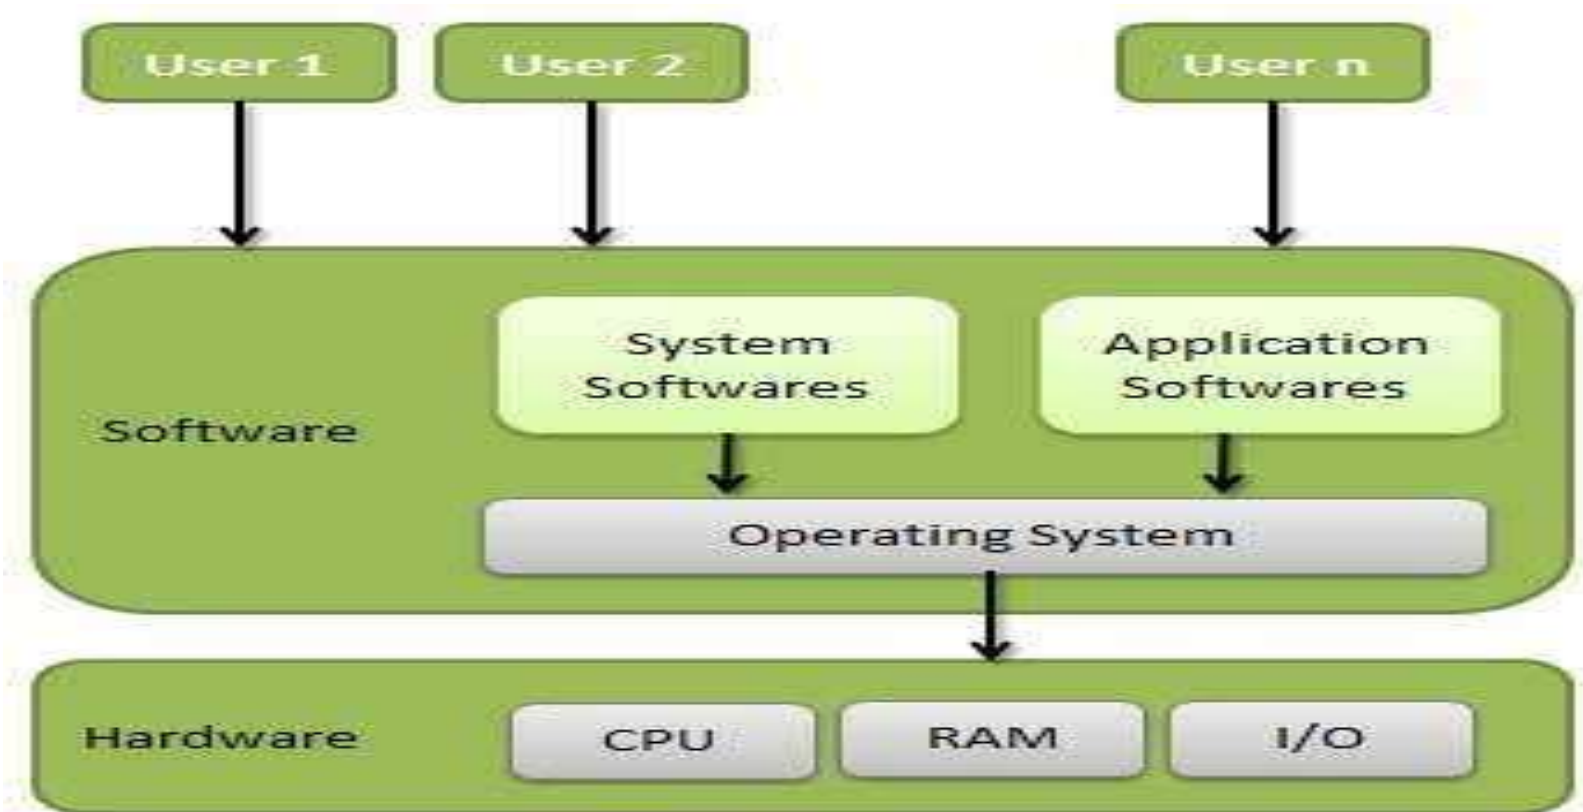 User 1
User 2
User n
System
Softwares
Application
Softwares
Software
Operating System
Hardware
CPU
RAM
I/O